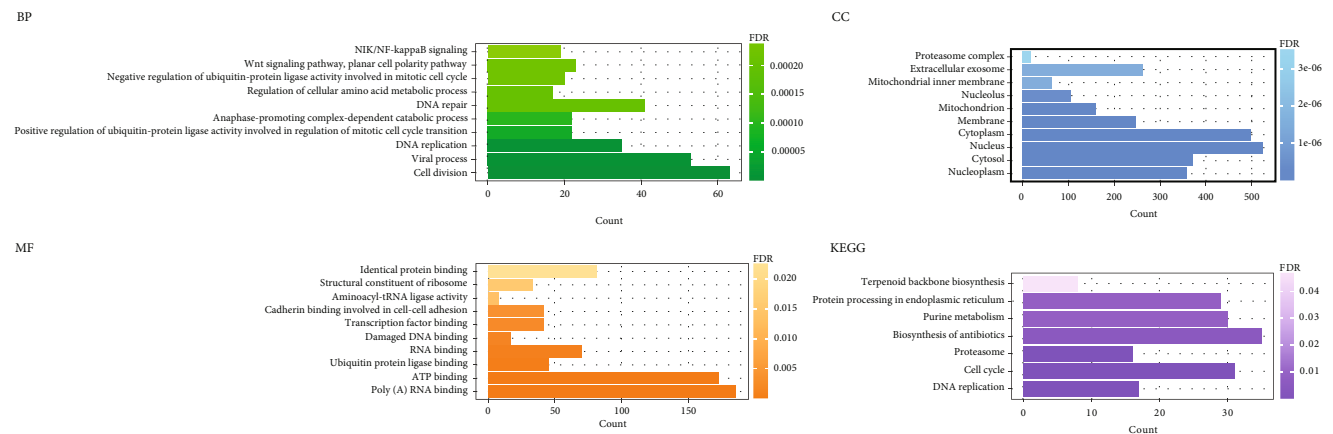 BP
FDR
NIK/NF-kappaB signaling
Wnt signaling pathway, planar cell polarity pathway
Negative regulation of ubiquitin-protein ligase activity involved in mitotic cell cycle
Regulation of cellular amino acid metabolic process
DNA repair
Anaphase-promoting complex-dependent catabolic process
Positive regulation of ubiquitin-protein ligase activity involved in regulation of mitotic cell cycle transition
DNA replication
Viral process
Cell division
0.00020
0.00015
0.00010
0.00005
0 20 40 60
Count
CC
FDR
Proteasome complex
Extracellular exosome
Mitochondrial inner membrane
Nucleolus
Mitochondrion
Membrane
Cytoplasm
Nucleus
Cytosol
Nucleoplasm
3e-06
2e-06
1e-06
0 100 200 300 400 500
Count
MF
FDR
Identical protein binding
Structural constituent of ribosome
Aminoacyl-tRNA ligase activity
Cadherin binding involved in cell-cell adhesion
Transcription factor binding
Damaged DNA binding
RNA binding
Ubiquitin protein ligase binding
ATP binding
Poly (A) RNA binding
0.020
0.015
0.010
0.005
0 50 100 150
Count
KEGG
FDR
Terpenoid backbone biosynthesis
Protein processing in endoplasmic reticulum
Purine metabolism
Biosynthesis of antibiotics
Proteasome
Cell cycle
DNA replication
0.04
0.03
0.02
0.01
0 10 20 30
Count